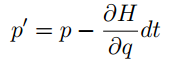 p′ = p − ∂H/∂q dt